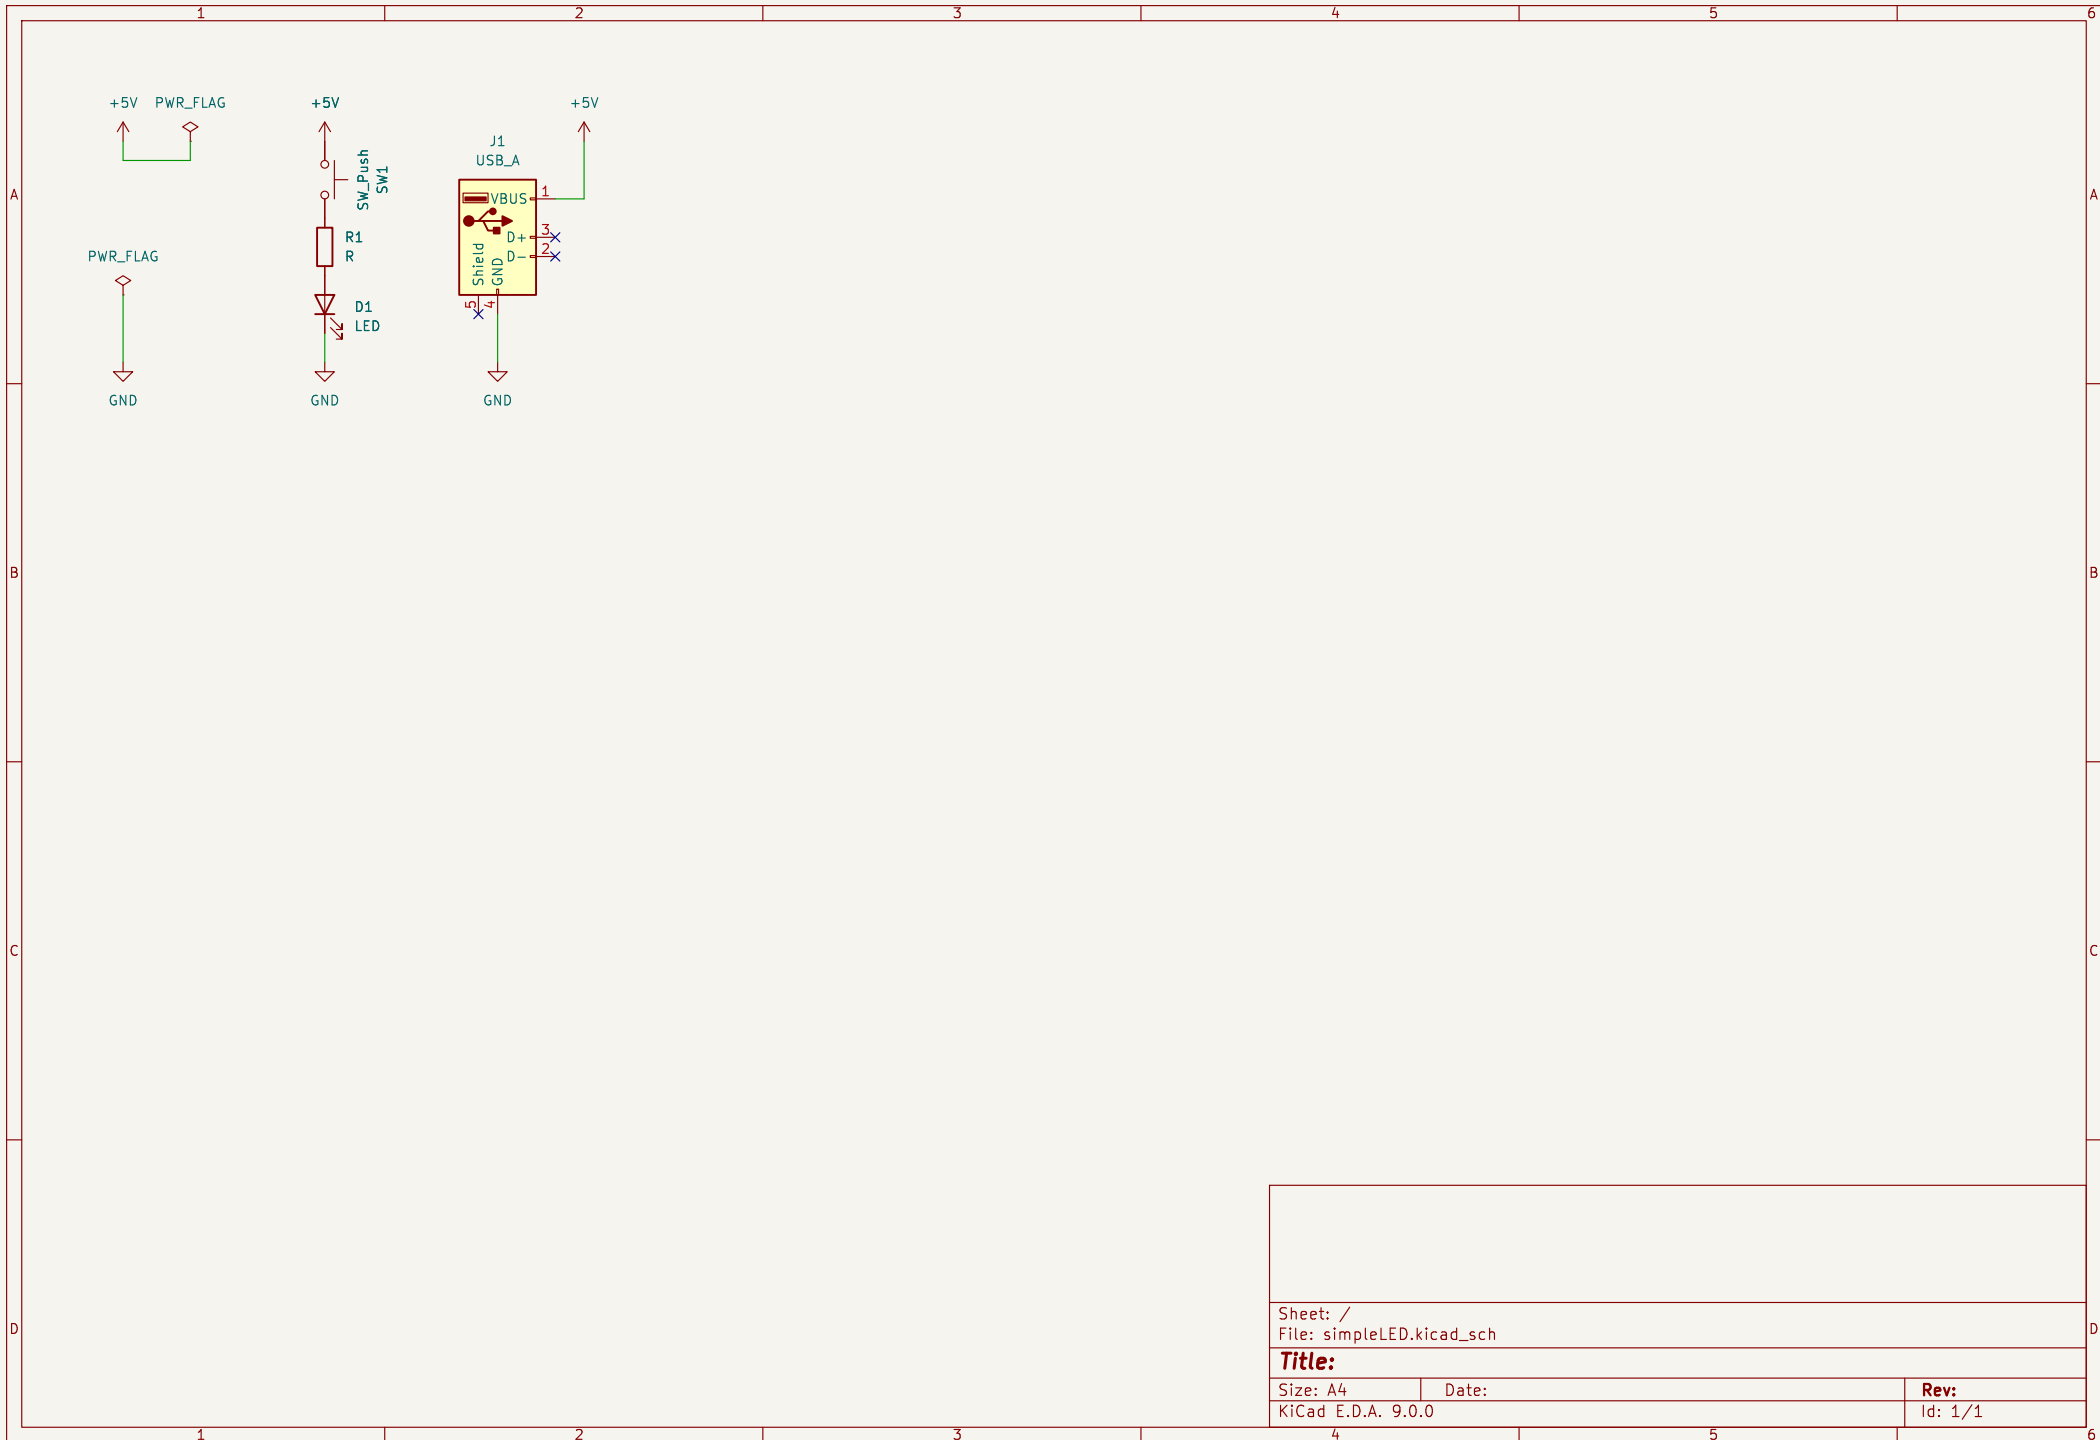 1 2 3 4 5 6
+5V PWR_FLAG +5V +5V
J1
USB_A
SW_Push
SW1
A A
VBUS 1
R1
R
D+ 3
D- 2
Shield
GND
5
4
PWR_FLAG
D1
LED
GND GND GND
B B
C C
Sheet: /
File: simpleLED.kicad_sch
D D
Title:
Size: A4 Date: Rev:
KiCad E.D.A. 9.0.0 Id: 1/1
1 2 3 4 5 6